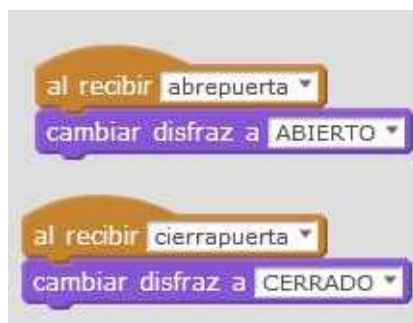 al recibir abrepuerta
cambiar disfraz a ABIERTO
al recibir cierrapuerta
cambiar disfraz a CERRADO